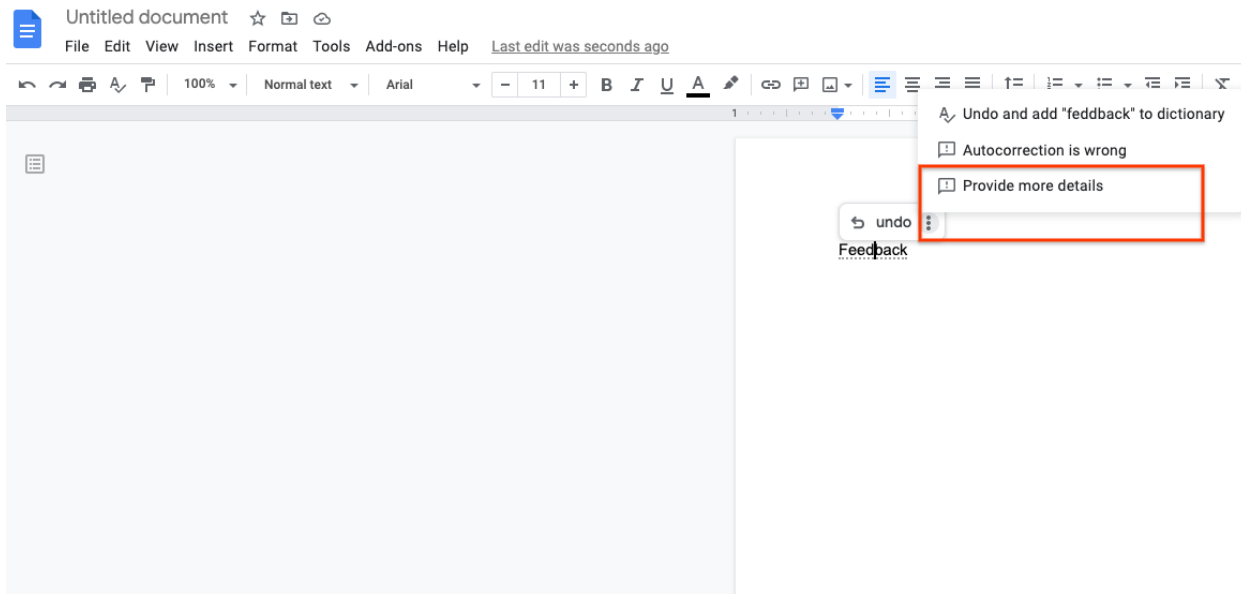 Untitled document
File Edit View Insert Format Tools Add-ons Help Last edit was seconds ago
100% Normal text Arial - 11 + B I U A
1
Undo and add "feddback" to dictionary
Autocorrection is wrong
Provide more details
undo
Feedback